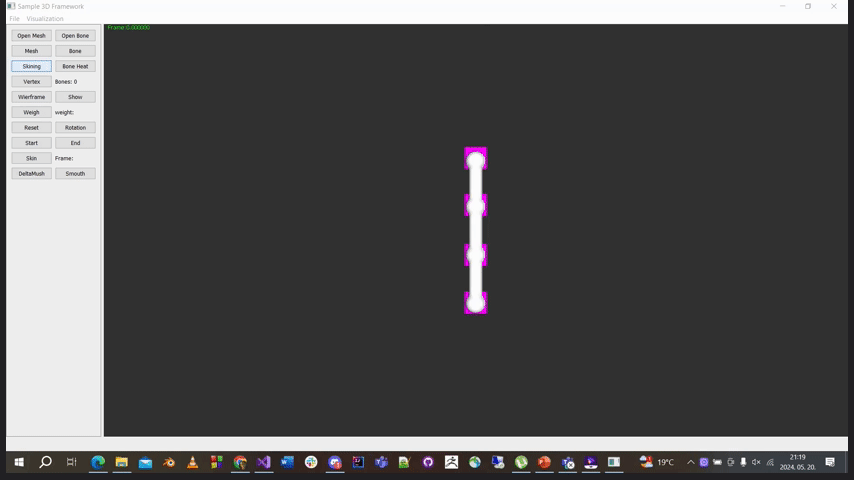 Sample 3D Framework
File Visualization
Frame 0.000000
Open Mesh Open Bone
Mesh Bone
Skining Bone Heat
Vertex Bones: 0
Wierframe Show
Weigh weight:
Reset Rotation
Start End
Skin Frame:
DeltaMush Smouth
19°C
21:19
2024. 05. 20.